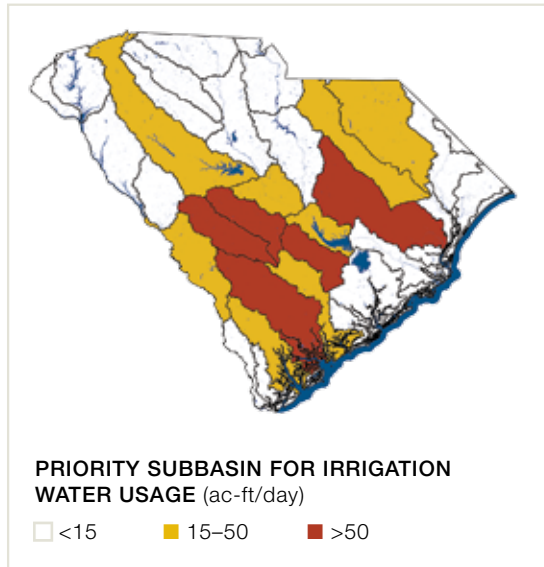 PRIORITY SUBBASIN FOR IRRIGATION
WATER USAGE (ac-ft/day)
<15 15–50 >50